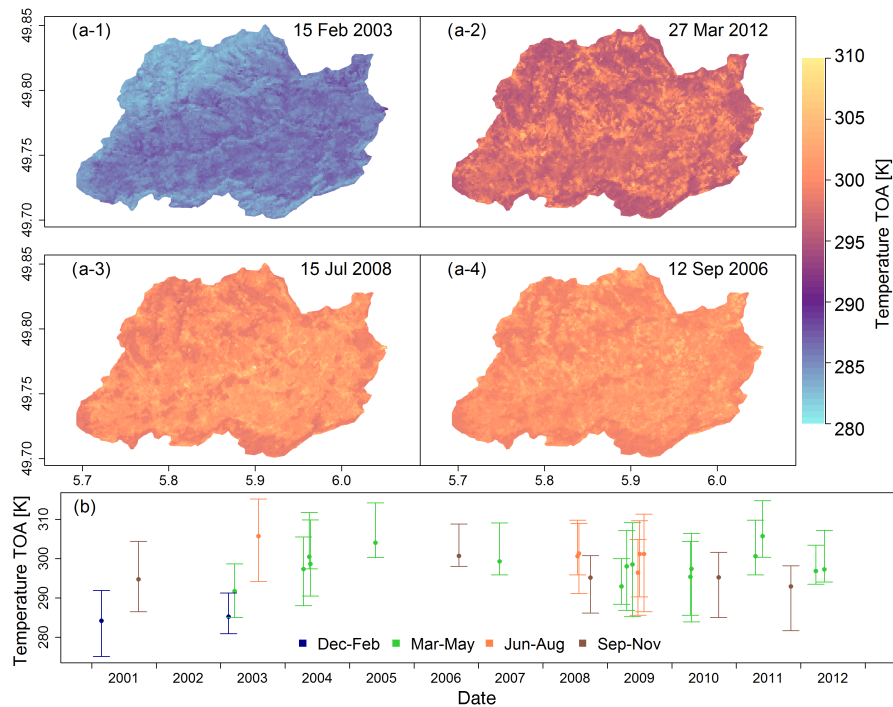 (a-1) 15 Feb 2003
(a-2) 27 Mar 2012
49.85
49.80
49.75
49.70
(a-3) 15 Jul 2008
(a-4) 12 Sep 2006
49.85
49.80
49.75
49.70
5.7 5.8 5.9 6.0
5.7 5.8 5.9 6.0
310
305
300
295
290
285
280
Temperature TOA [K]
(b)
Temperature TOA [K]
310
300
290
280
Dec-Feb Mar-May Jun-Aug Sep-Nov
2001 2002 2003 2004 2005 2006 2007 2008 2009 2010 2011 2012
Date